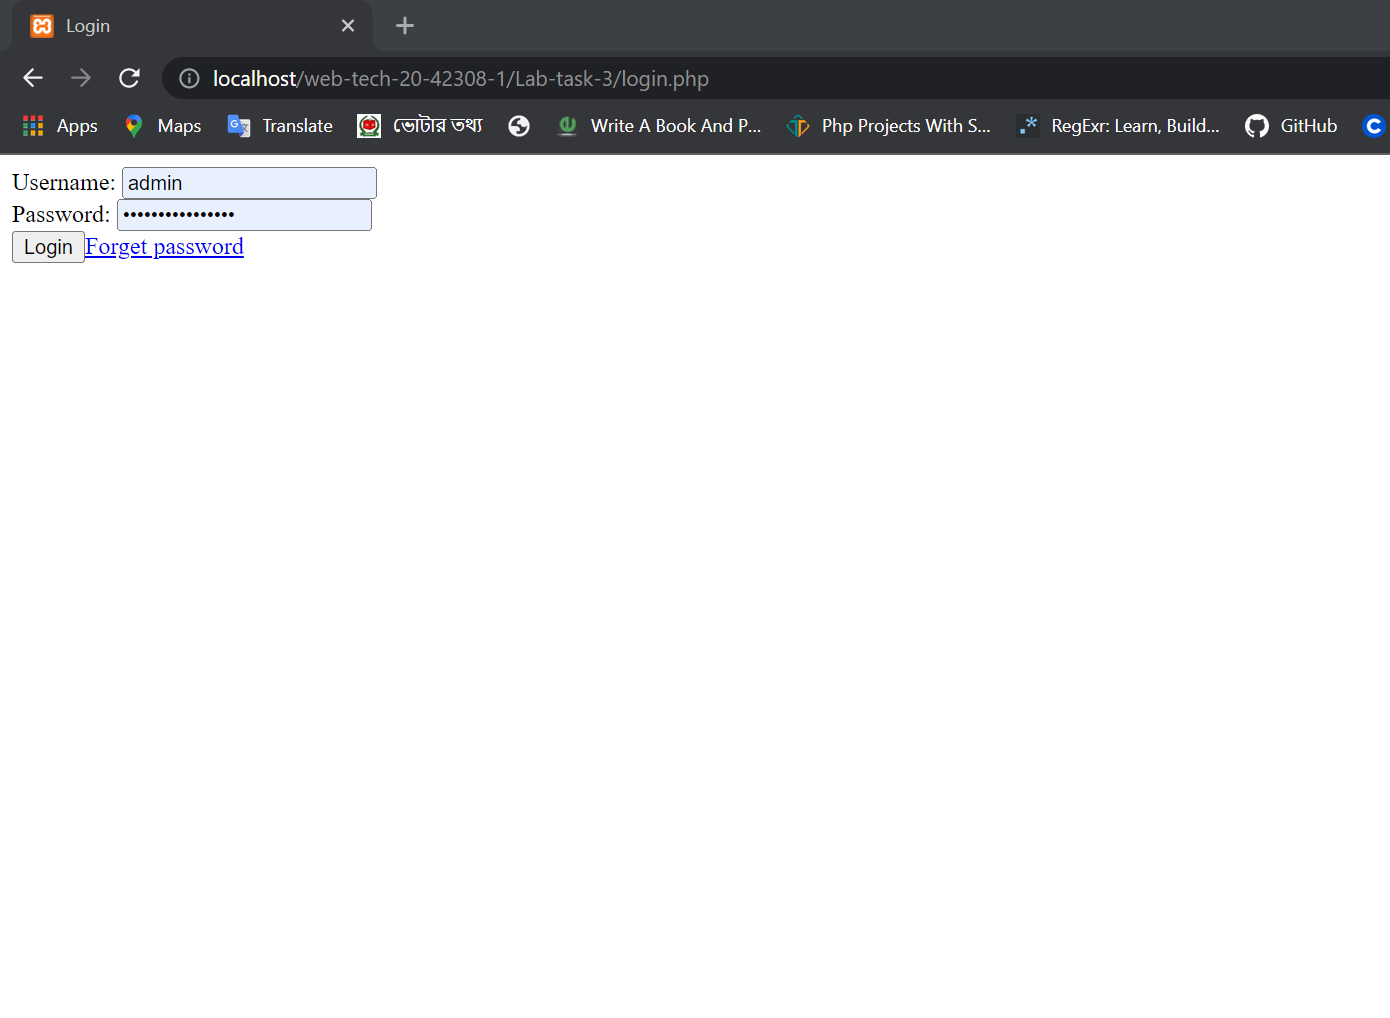 Login
localhost/web-tech-20-42308-1/Lab-task-3/login.php
Apps Maps Translate ভোটার তথ্য Write A Book And P... Php Projects With S... RegExr: Learn, Build... GitHub
Username: admin
Password: ••••••••••••••••
Login Forget password